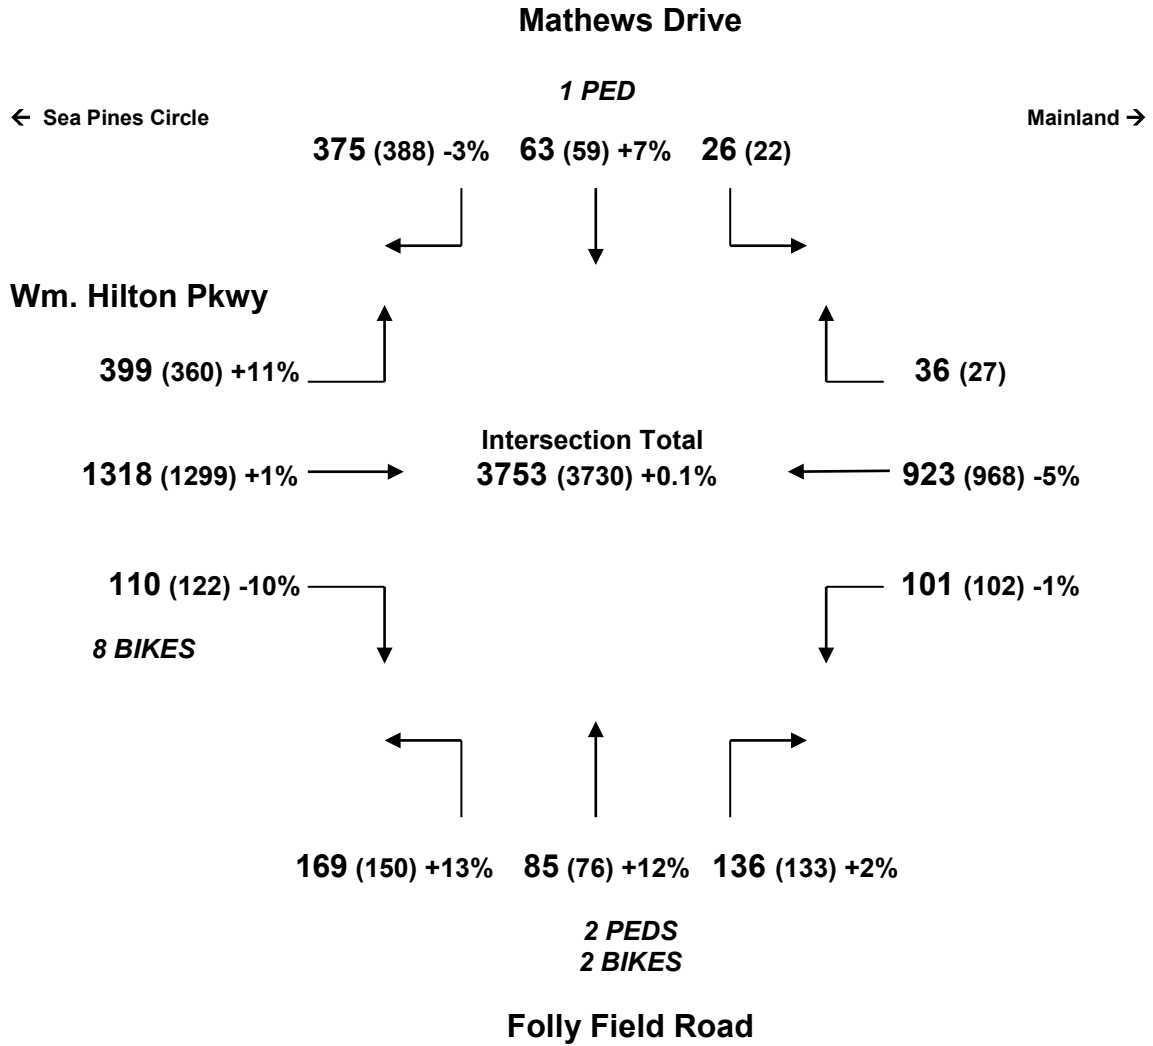 Mathews Drive
1 PED
← Sea Pines Circle
Mainland →
375 (388) -3% 63 (59) +7% 26 (22)
Wm. Hilton Pkwy
399 (360) +11%
36 (27)
Intersection Total
1318 (1299) +1%
3753 (3730) +0.1%
923 (968) -5%
110 (122) -10%
101 (102) -1%
8 BIKES
169 (150) +13% 85 (76) +12% 136 (133) +2%
2 PEDS
2 BIKES
Folly Field Road